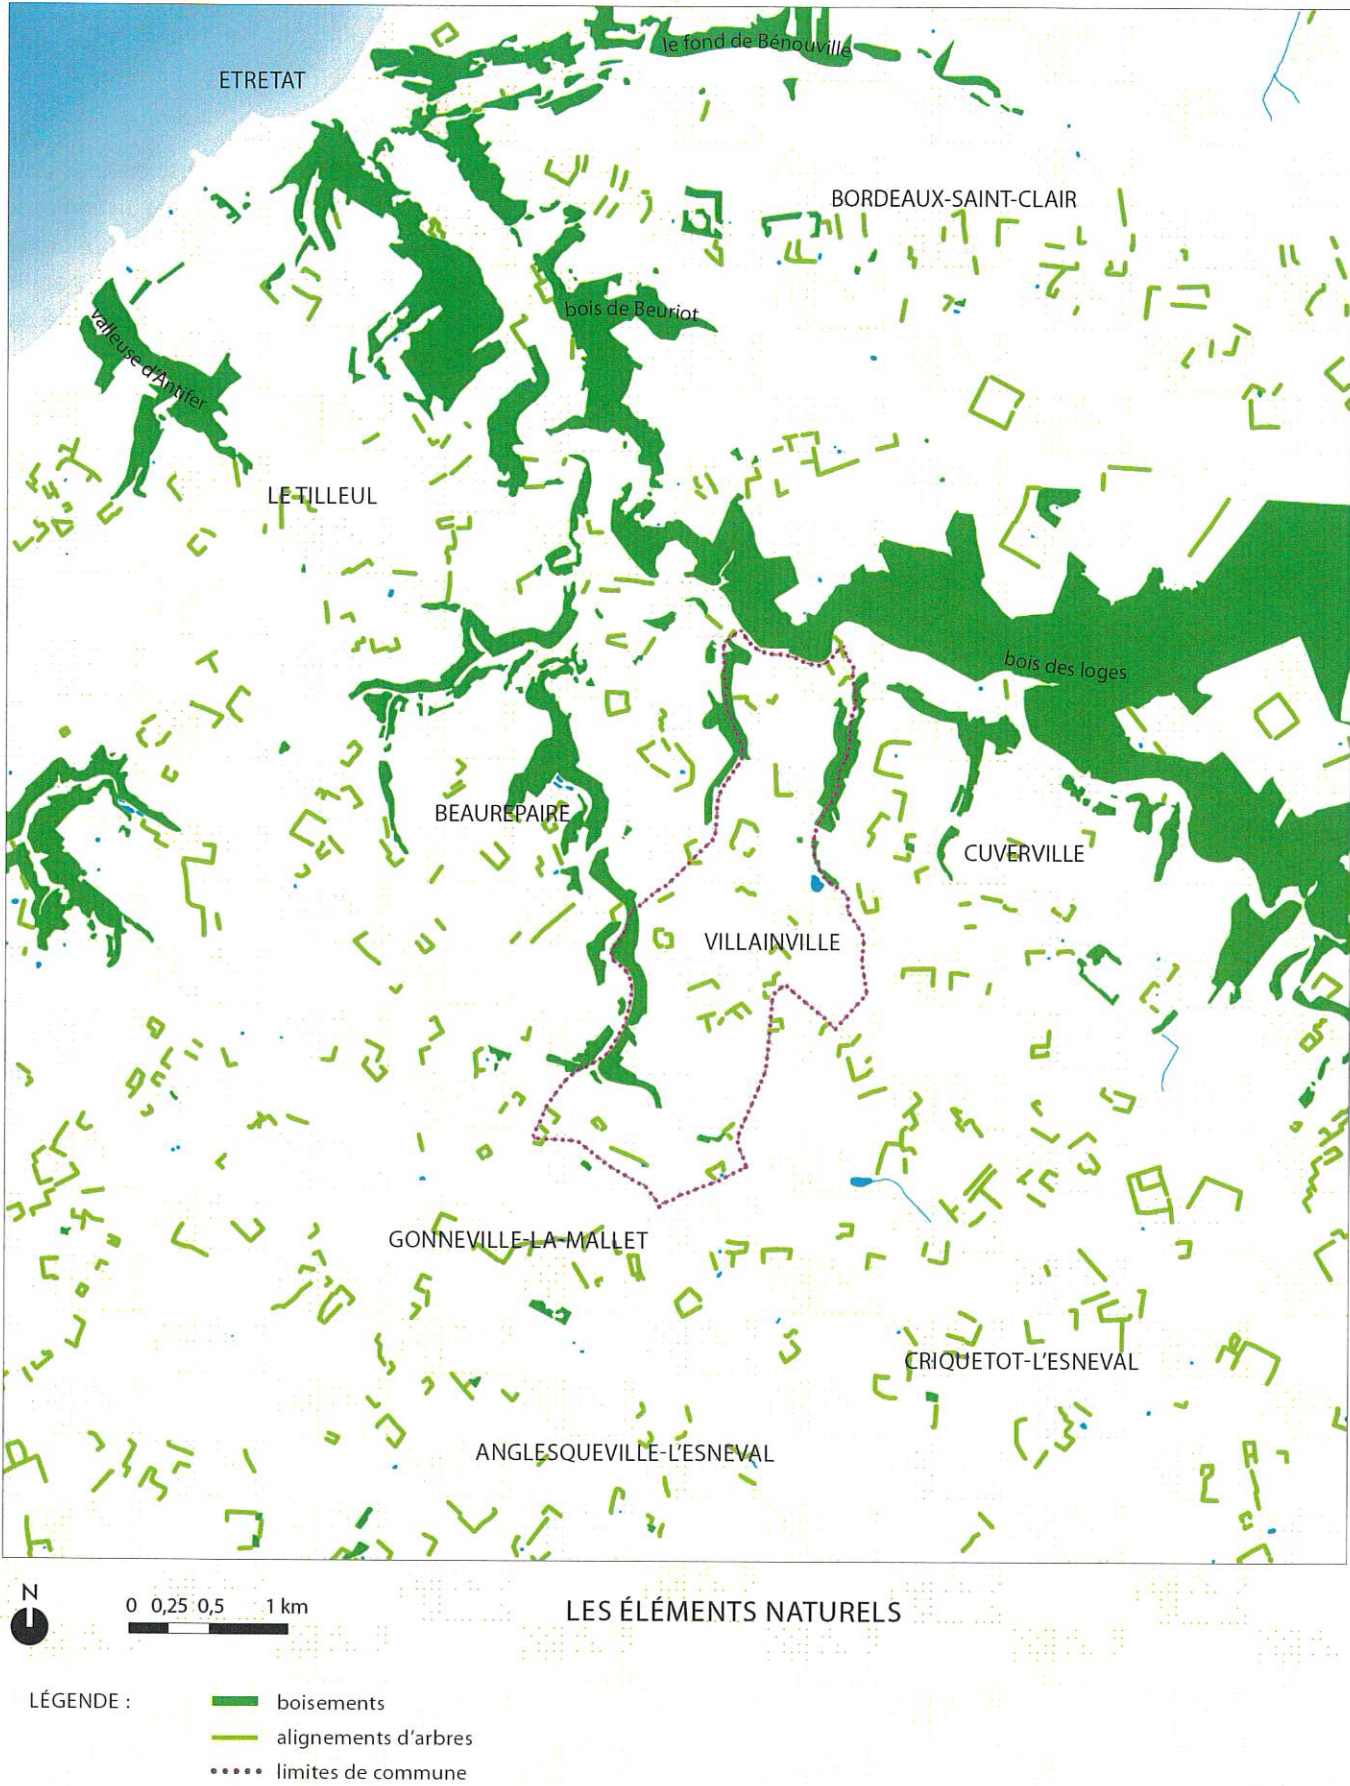 le fond de Bénouville
ETRETAT
BORDEAUX-SAINT-CLAIR
bois de Beuriot
valleuse d'Antifer
LE TILLEUL
bois des loges
BEAUREPAIRE
CUVERVILLE
VILLAINVILLE
GONNEVILLE-LA-MALLET
CRIQUETOT-L'ESNEVAL
ANGLESQUEVILLE-L'ESNEVAL
N
0 0,25 0,5 1 km
LES ÉLÉMENTS NATURELS
LÉGENDE :
boisements
alignements d'arbres
limites de commune